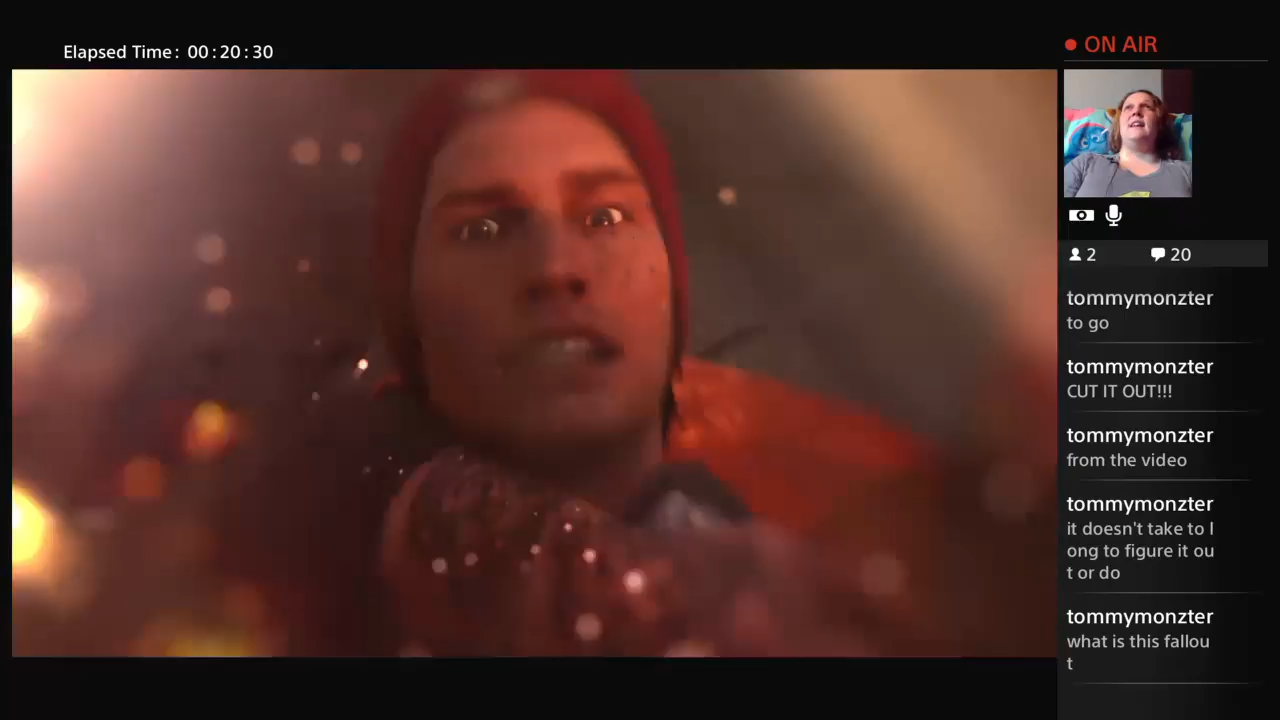 Elapsed Time: 00:20:30
ON AIR
2
20
tommymonzter
to go
tommymonzter
CUT IT OUT!!!
tommymonzter
from the video
tommymonzter
it doesn't take to l
ong to figure it ou
t or do
tommymonzter
what is this fallou
t